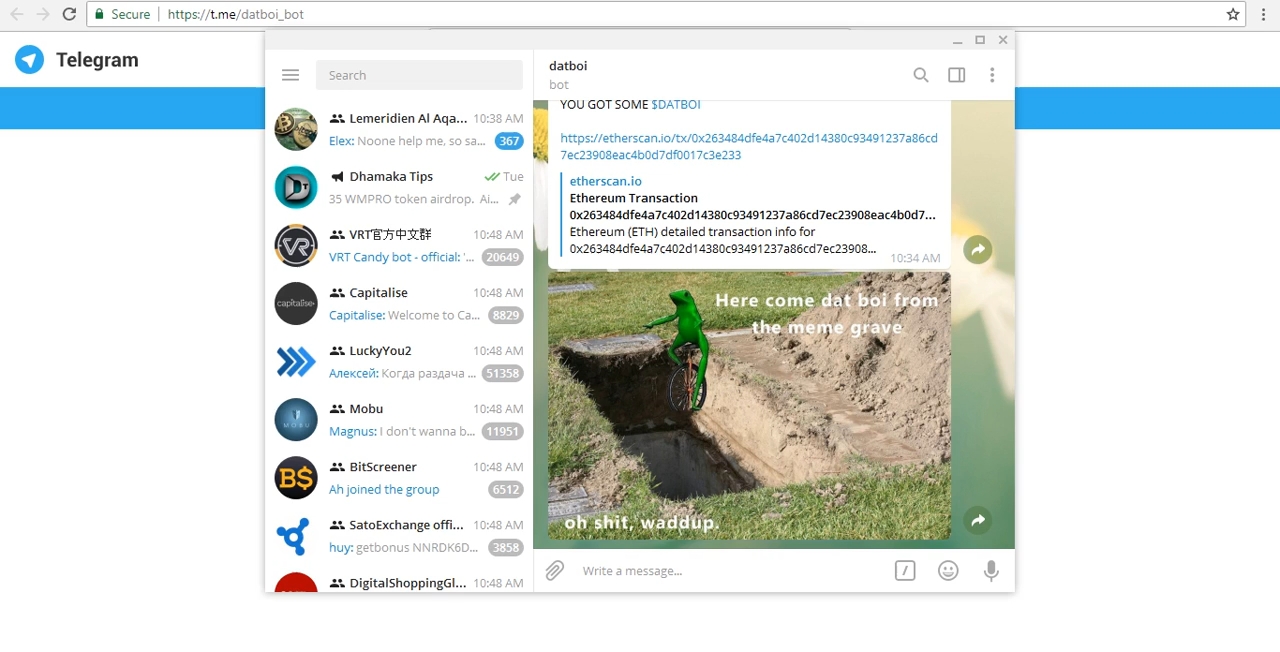 Secure
https://t.me/datboi_bot
Telegram
Search
datboi
bot
Lemeridien Al Aqa... 10:38 AM
Elex: Noone help me, so sa... 367
Dhamaka Tips Tue
35 WMPRO token airdrop. Ai...
VRT官方中文群 10:48 AM
VRT Candy bot - official: '... 20649
Capitalise 10:48 AM
Capitalise: Welcome to Ca... 8829
capitalise
LuckyYou2 10:48 AM
Алексей: Когда раздача ... 51358
Mobu 10:48 AM
Magnus: I don't wanna b... 11951
MOBU
BitScreener 10:48 AM
Ah joined the group 6512
B$
SatoExchange offi... 10:48 AM
huy: getbonus NNRDK6D... 3858
DigitalShoppingGl... 10:48 AM
YOU GOT SOME $DATBOI
https://etherscan.io/tx/0x263484dfe4a7c402d14380c93491237a86cd
7ec23908eac4b0d7df0017c3e233
etherscan.io
Ethereum Transaction
0x263484dfe4a7c402d14380c93491237a86cd7ec23908eac4b0d7...
Ethereum (ETH) detailed transaction info for
0x263484dfe4a7c402d14380c93491237a86cd7ec23908...
10:34 AM
Here come dat boi from
the meme grave
oh shit, waddup.
Write a message...